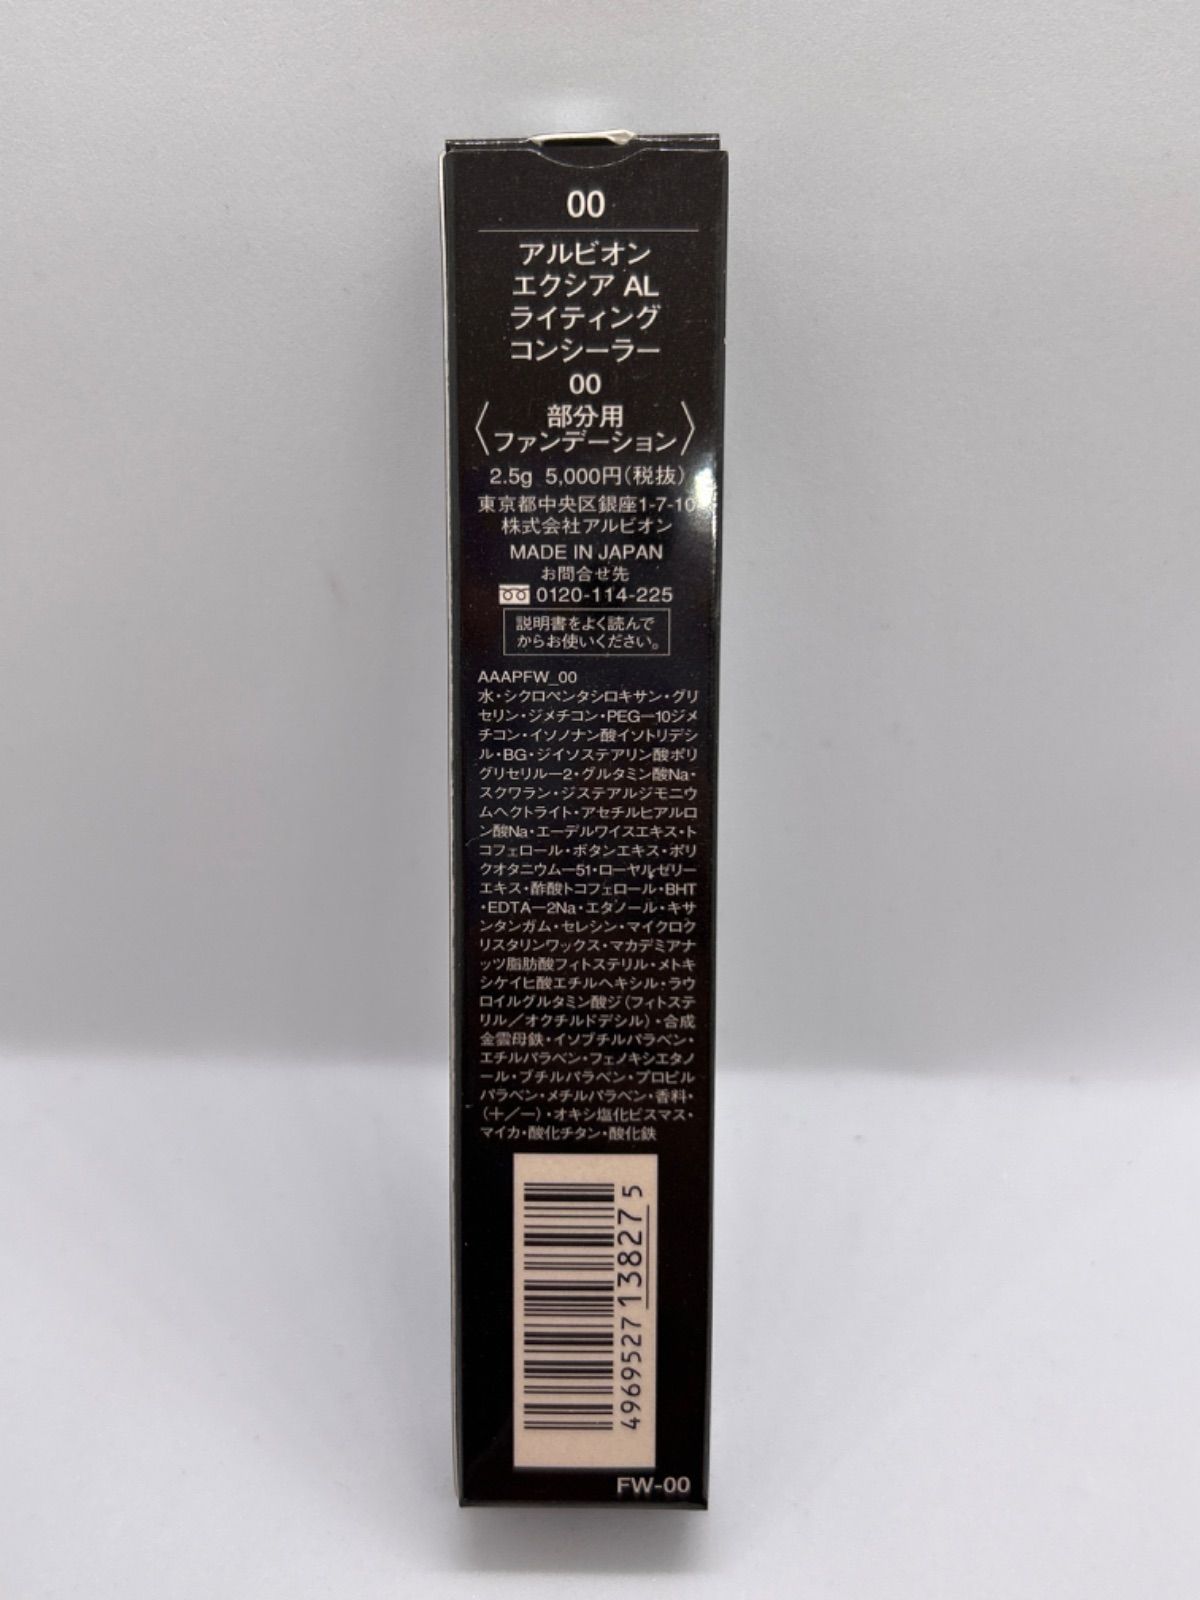 00
アルビオン
エクシア AL
ライティング
コンシーラー
00
〈部分用
ファンデーション〉
2.5g 5,000円(税抜)
東京都中央区銀座1-7-10
株式会社アルビオン
MADE IN JAPAN
お問合せ先
0120-114-225
説明書をよく読んで
からお使いください。
AAAPFW_00
水・シクロペンタシロキサン・グリ
セリン・ジメチコン・PEG−10ジメ
チコン・イソノナン酸イソトリデシ
ル・BG・ジイソステアリン酸ポリ
グリセリル−2・グルタミン酸Na・
スクワラン・ジステアルジモニウ
ムヘクトライト・アセチルヒアルロ
ン酸Na・エーデルワイスエキス・ト
コフェロール・ボタンエキス・ポリ
クオタニウム−51・ローヤルゼリー
エキス・酢酸トコフェロール・BHT
・EDTA−2Na・エタノール・キサ
ンタンガム・セレシン・マイクロク
リスタリンワックス・マカデミアナ
ッツ脂肪酸フィトステリル・メトキ
シケイヒ酸エチルヘキシル・ラウ
ロイルグルタミン酸ジ(フィトステ
リル/オクチルドデシル)・合成
金雲母鉄・イソブチルパラベン・
エチルパラベン・フェノキシエタノ
ール・ブチルパラベン・プロピル
パラベン・メチルパラベン・香料・
(+/−)・オキシ塩化ビスマス・
マイカ・酸化チタン・酸化鉄
4969527138275
FW-00